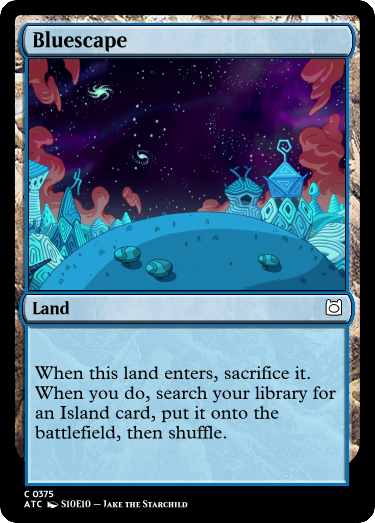 Bluescape
Land
When this land enters, sacrifice it.
When you do, search your library for
an Island card, put it onto the
battlefield, then shuffle.
C 0375
ATC S10E10 – Jake the Starchild